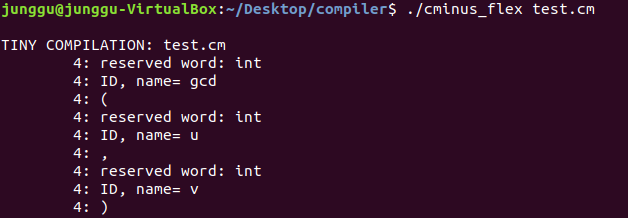 junggu@junggu-VirtualBox:~/Desktop/compiler$ ./cminus_flex test.cm
TINY COMPILATION: test.cm
4: reserved word: int
4: ID, name= gcd
4: (
4: reserved word: int
4: ID, name= u
4: ,
4: reserved word: int
4: ID, name= v
4: )